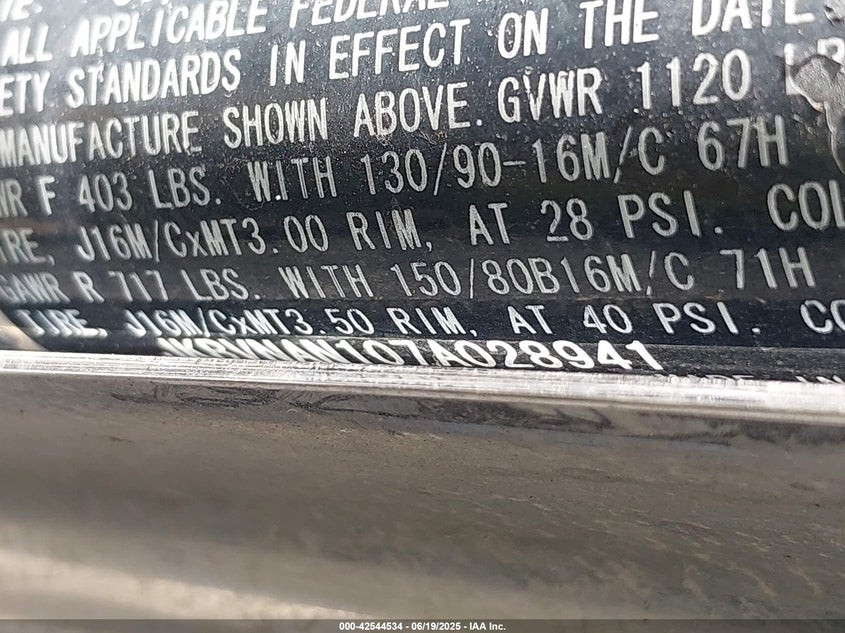 ALL APPLICABLE FEDERAL
ETY STANDARDS IN EFFECT ON THE DATE
MANUFACTURE SHOWN ABOVE. GVWR 1120
WR F 403 LBS. WITH 130/90-16M/C 67H
IRE, J16M/CxMT3.00 RIM, AT 28 PSI. COL
GAWR R 717 LBS. WITH 150/80B16M/C 71H
TIRE, J16M/CxMT3.50 RIM, AT 40 PSI. CO
JKBVNAN107A028941
000-42544534 - 06/19/2025 - IAA Inc.